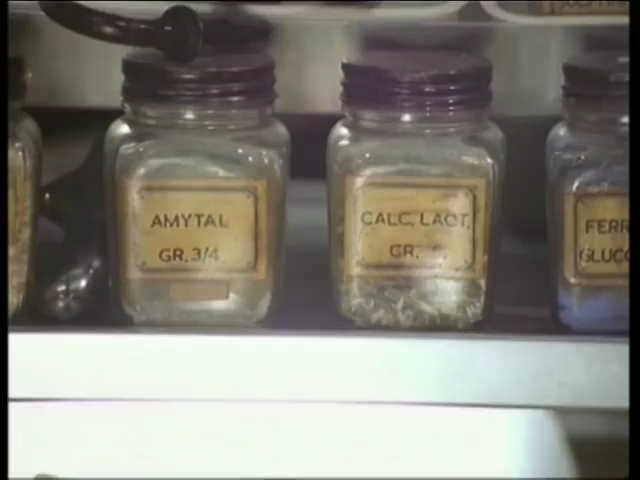 AMYTAL
GR. 3/4
CALC. LACT.
GR.
FERR
GLUCO